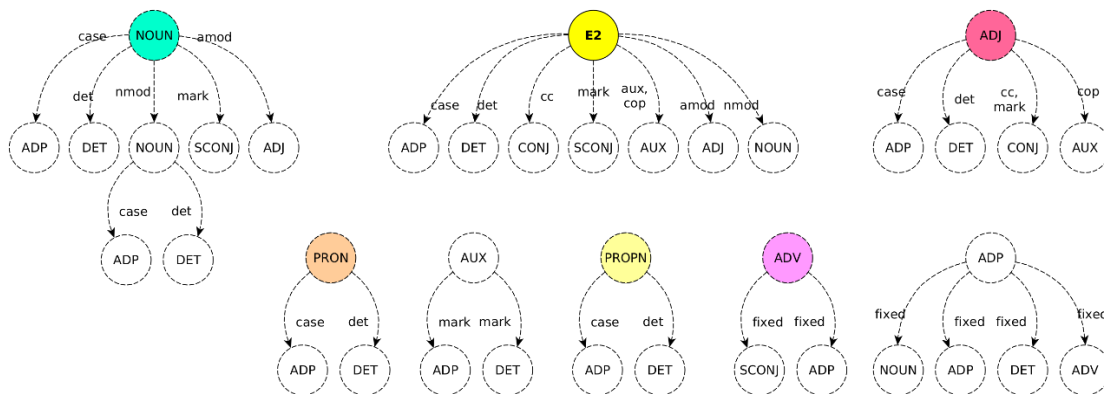 NOUN
case
det
nmod
mark
amod
ADP
DET
NOUN
SCONJ
ADJ
case
det
ADP
DET
E2
case
det
cc
mark
aux,
cop
amod
nmod
ADP
DET
CONJ
SCONJ
AUX
ADJ
NOUN
ADJ
case
det
cc,
mark
cop
ADP
DET
CONJ
AUX
PRON
case
det
ADP
DET
AUX
mark
mark
ADP
DET
PROPN
case
det
ADP
DET
ADV
fixed
fixed
SCONJ
ADP
ADP
fixed
fixed
fixed
fixed
NOUN
ADP
DET
ADV